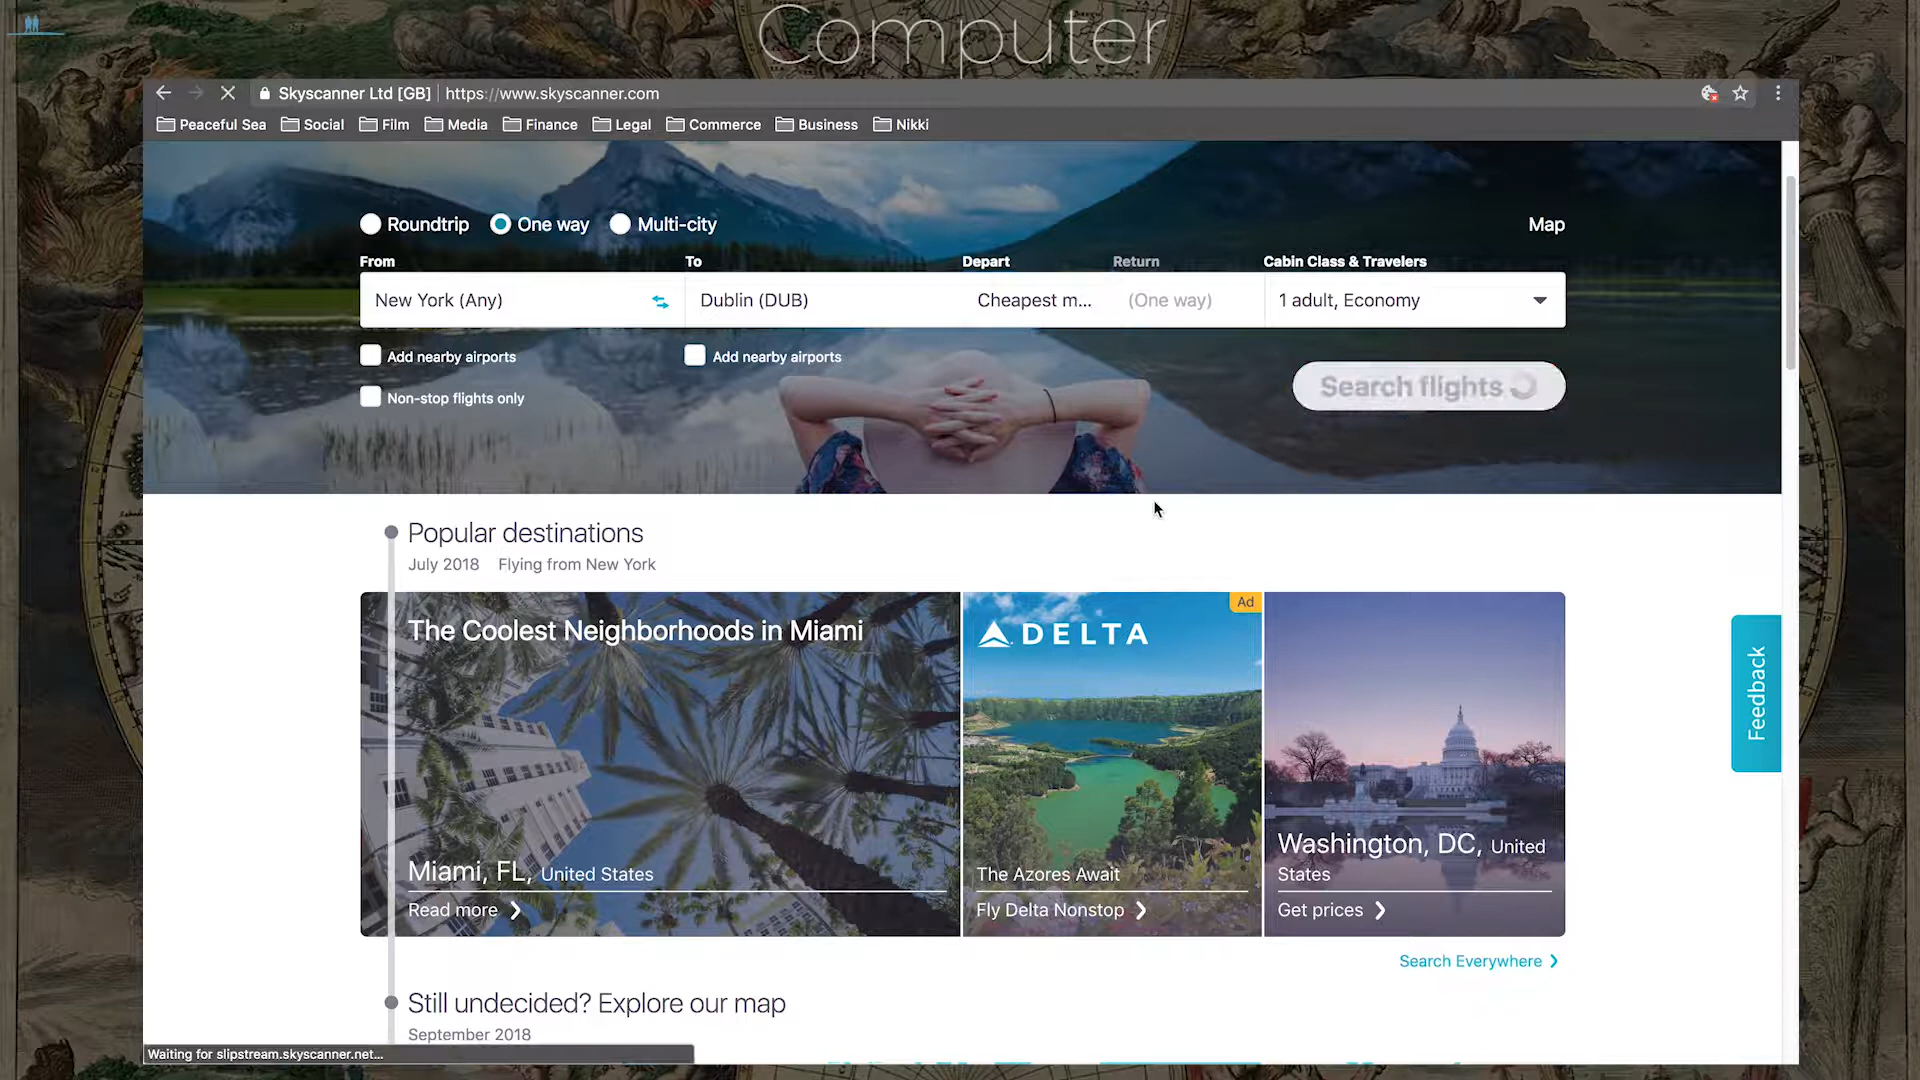 Computer
Skyscanner Ltd [GB] | https://www.skyscanner.com
Peaceful Sea Social Film Media Finance Legal Commerce Business Nikki
Roundtrip One way Multi-city Map
From To Depart Return Cabin Class & Travelers
New York (Any) Dublin (DUB) Cheapest m... (One way) 1 adult, Economy
Add nearby airports Add nearby airports
Search flights
Non-stop flights only
Popular destinations
July 2018 Flying from New York
Ad
The Coolest Neighborhoods in Miami
DELTA
Feedback
Miami, FL, United States
The Azores Await
Washington, DC, United
States
Read more
Fly Delta Nonstop
Get prices
Search Everywhere
Still undecided? Explore our map
September 2018
Waiting for slipstream.skyscanner.net...